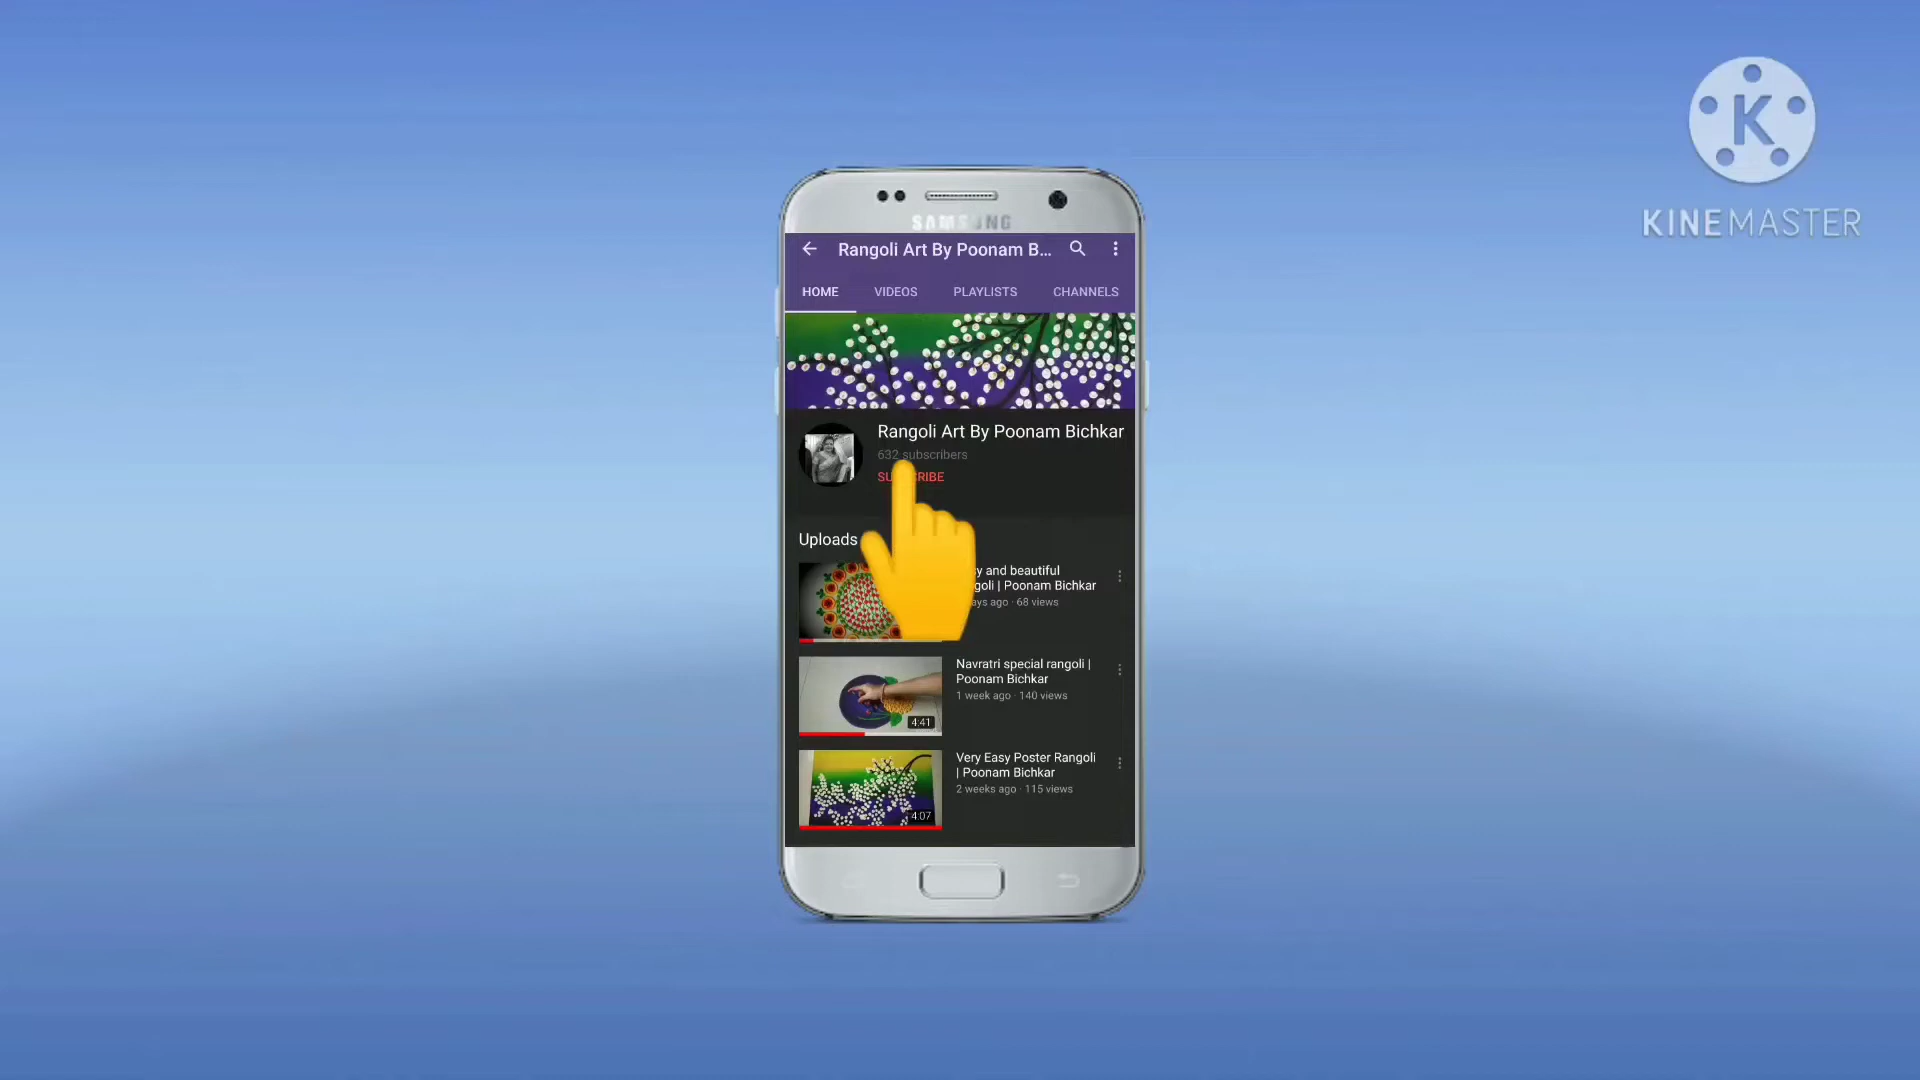 K
KINEMASTER
SAMSUNG
Rangoli Art By Poonam B...
HOME VIDEOS PLAYLISTS CHANNELS
Rangoli Art By Poonam Bichkar
632 subscribers
Uploads
and beautiful
| Poonam Bichkar
ago · 68 views
Navratri special rangoli |
Poonam Bichkar
1 week ago · 140 views
4:41
Very Easy Poster Rangoli
| Poonam Bichkar
2 weeks ago · 115 views
4:07